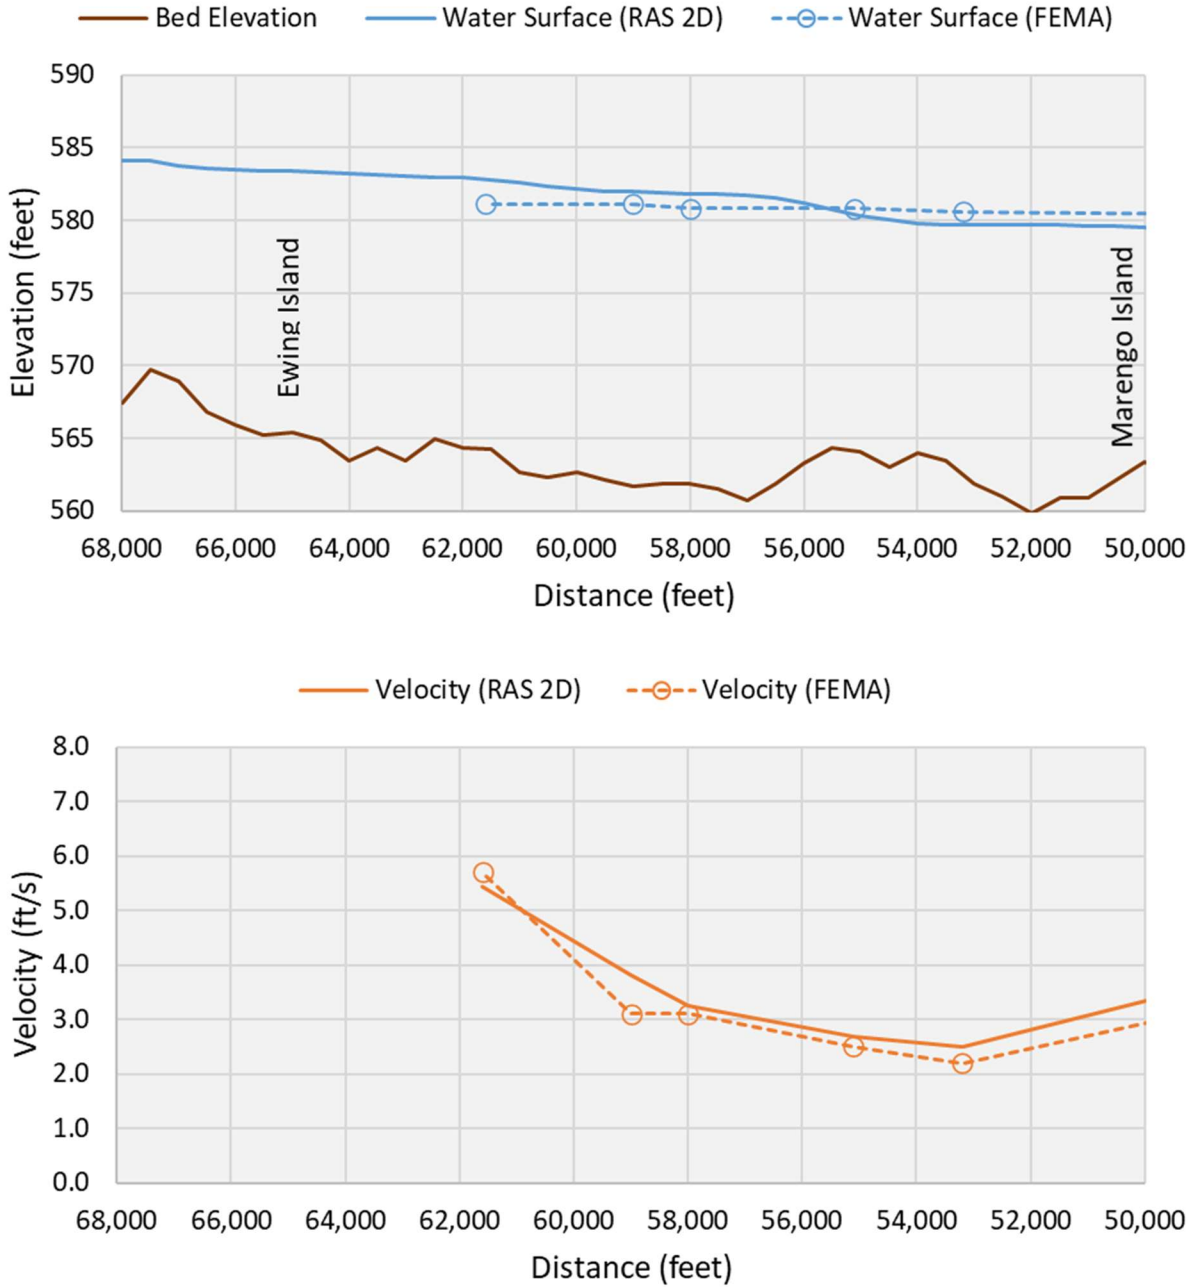 Bed Elevation Water Surface (RAS 2D) Water Surface (FEMA)
590
585
580
575
570
565
560
Elevation (feet)
Ewing Island
Marengo Island
68,000 66,000 64,000 62,000 60,000 58,000 56,000 54,000 52,000 50,000
Distance (feet)
Velocity (RAS 2D) Velocity (FEMA)
8.0
7.0
6.0
5.0
4.0
3.0
2.0
1.0
0.0
Velocity (ft/s)
68,000 66,000 64,000 62,000 60,000 58,000 56,000 54,000 52,000 50,000
Distance (feet)